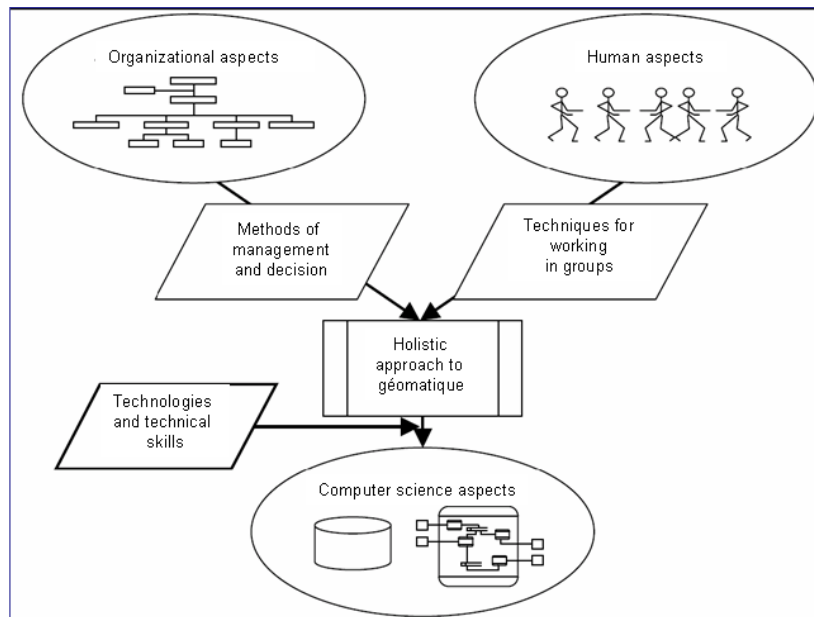 Organizational aspects
Human aspects
Methods of
management
and decision
Techniques for
working
in groups
Holistic
approach to
géomatique
Technologies
and technical
skills
Computer science aspects